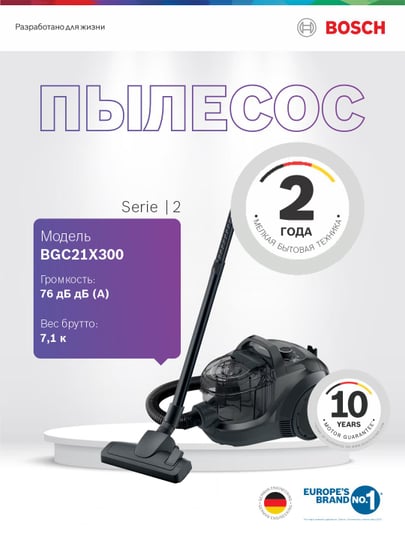 Разработано для жизни
BOSCH
ПЫЛЕСОС
Serie | 2
Модель
BGC21X300
Громкость:
76 дБ дБ (А)
Вес брутто:
7,1 к
2
ГОДА
• МЕЛКАЯ БЫТОВАЯ ТЕХНИКА •
10
YEARS
• MOTOR GUARANTEE •
EUROPE'S
BRAND NO.1